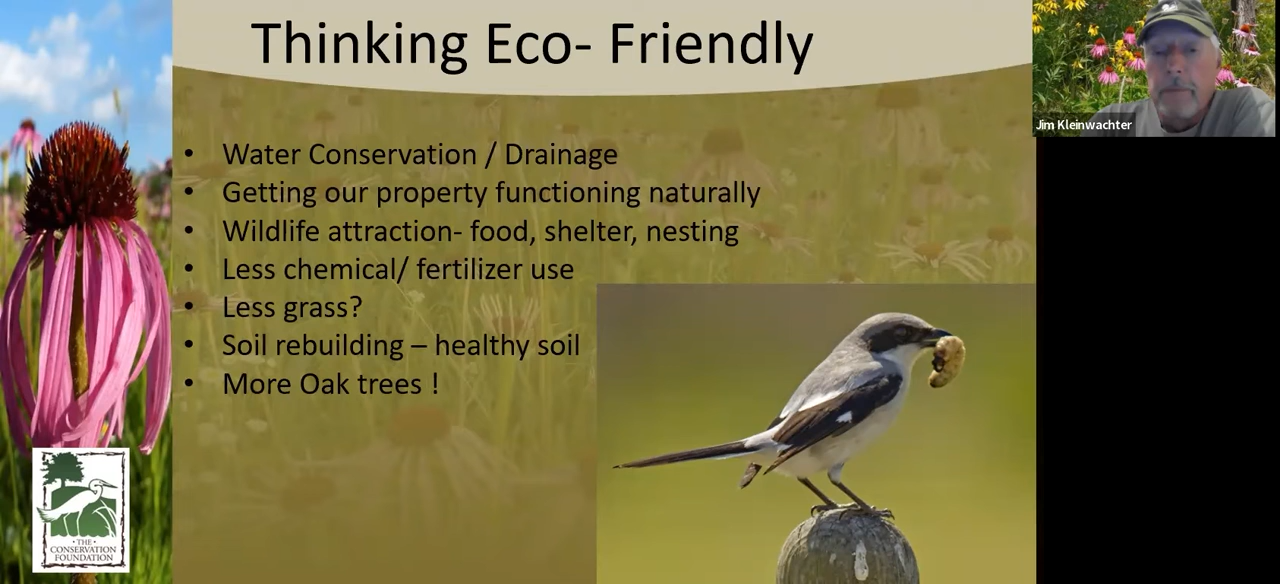 Thinking Eco- Friendly
Jim Kleinwachter
• Water Conservation / Drainage
• Getting our property functioning naturally
• Wildlife attraction- food, shelter, nesting
• Less chemical/ fertilizer use
• Less grass?
• Soil rebuilding – healthy soil
• More Oak trees !
• THE •
CONSERVATION
FOUNDATION